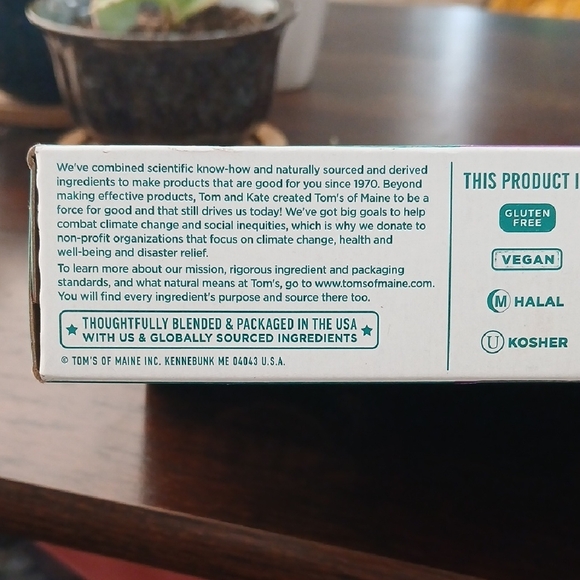 We've combined scientific know-how and naturally sourced and derived
ingredients to make products that are good for you since 1970. Beyond
making effective products, Tom and Kate created Tom's of Maine to be a
force for good and that still drives us today! We've got big goals to help
combat climate change and social inequities, which is why we donate to
non-profit organizations that focus on climate change, health and
well-being and disaster relief.
To learn more about our mission, rigorous ingredient and packaging
standards, and what natural means at Tom's, go to www.tomsofmaine.com.
You will find every ingredient's purpose and source there too.
THOUGHTFULLY BLENDED & PACKAGED IN THE USA
WITH US & GLOBALLY SOURCED INGREDIENTS
© TOM'S OF MAINE INC. KENNEBUNK ME 04043 U.S.A.
THIS PRODUCT I
GLUTEN
FREE
VEGAN
M HALAL
U KOSHER